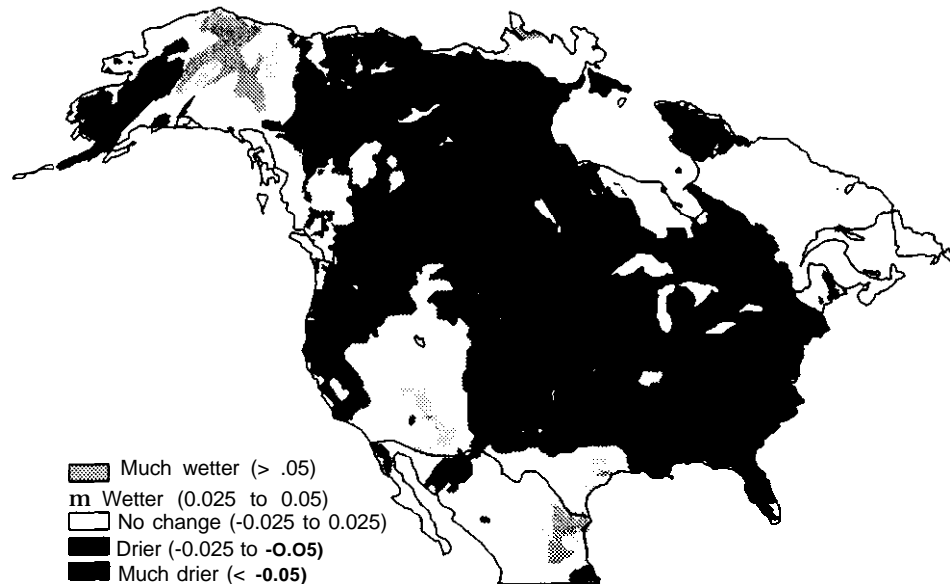 Much wetter (> .05)
m Wetter (0.025 to 0.05)
No change (-0.025 to 0.025)
Drier (-0.025 to -O.O5)
Much drier (< -0.05)